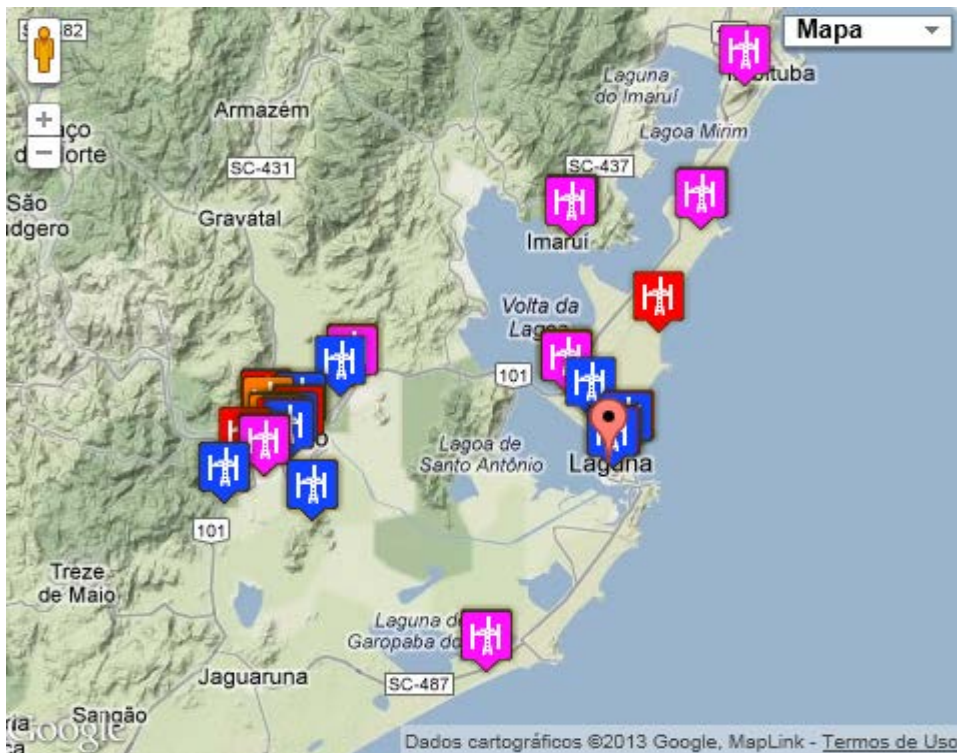 Mapa
Laguna
do Imaruí
Armazém
Lagoa Mirim
SC-431
SC-437
São
Gravatal
Imaruí
Volta da
101
Lagoa de
Santo Antônio
Laguna
101
Treze
de Maio
Laguna
Garopaba do
Jaguaruna
SC-487
Sangão
Google
Dados cartográficos ©2013 Google, MapLink - Termos de Uso